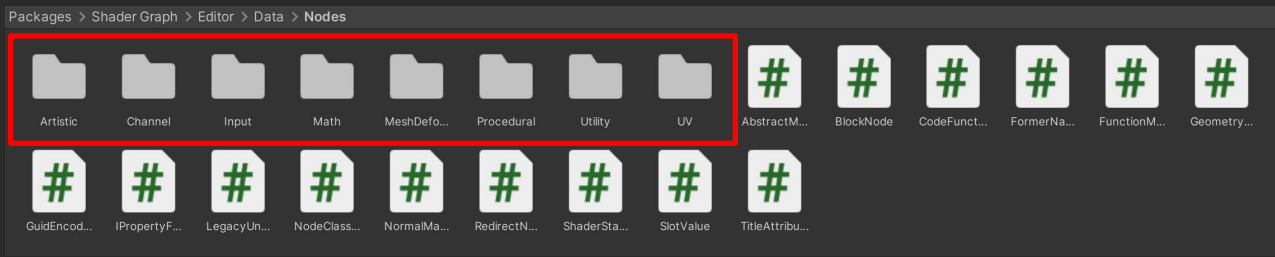 Packages > Shader Graph > Editor > Data > Nodes
Artistic Channel Input Math MeshDefo... Procedural Utility UV AbstractM... BlockNode CodeFunct... FormerNa... FunctionM... Geometry...
GuidEncod... IPropertyF... LegacyUn... NodeClass... NormalMa... RedirectN... ShaderSta... SlotValue TitleAttribu...